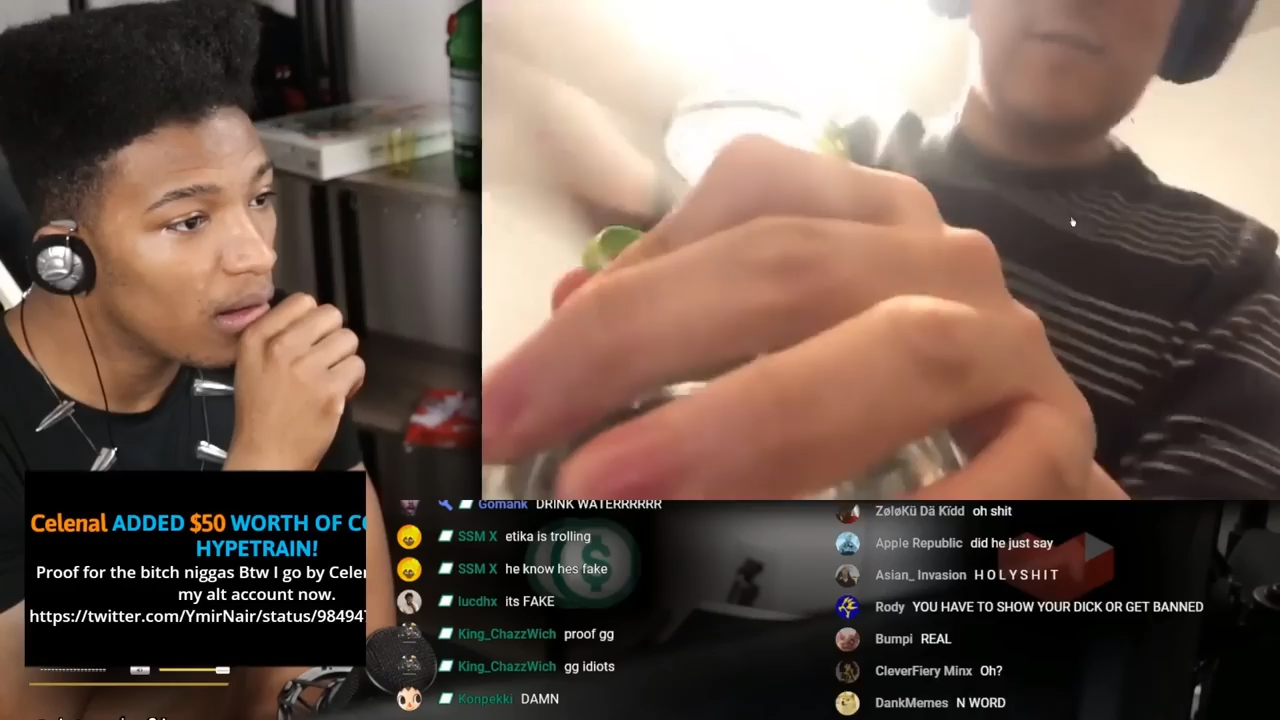 Celenal ADDED $50 WORTH OF
HYPETRAIN!
Proof for the bitch niggas Btw I go by
my alt account now.
https://twitter.com/YmirNair/status/98494
Gomank DRINK WATERRRRRR
SSM X etika is trolling
SSM X he know hes fake
lucdhx its FAKE
King_ChazzWich proof gg
King_ChazzWich gg idiots
Konpekki DAMN
ZøløKü Dä Kïdd oh shit
Apple Republic did he just say
Asian_ Invasion H O L Y S H I T
Rody YOU HAVE TO SHOW YOUR DICK OR GET BANNED
Bumpi REAL
CleverFiery Minx Oh?
DankMemes N WORD